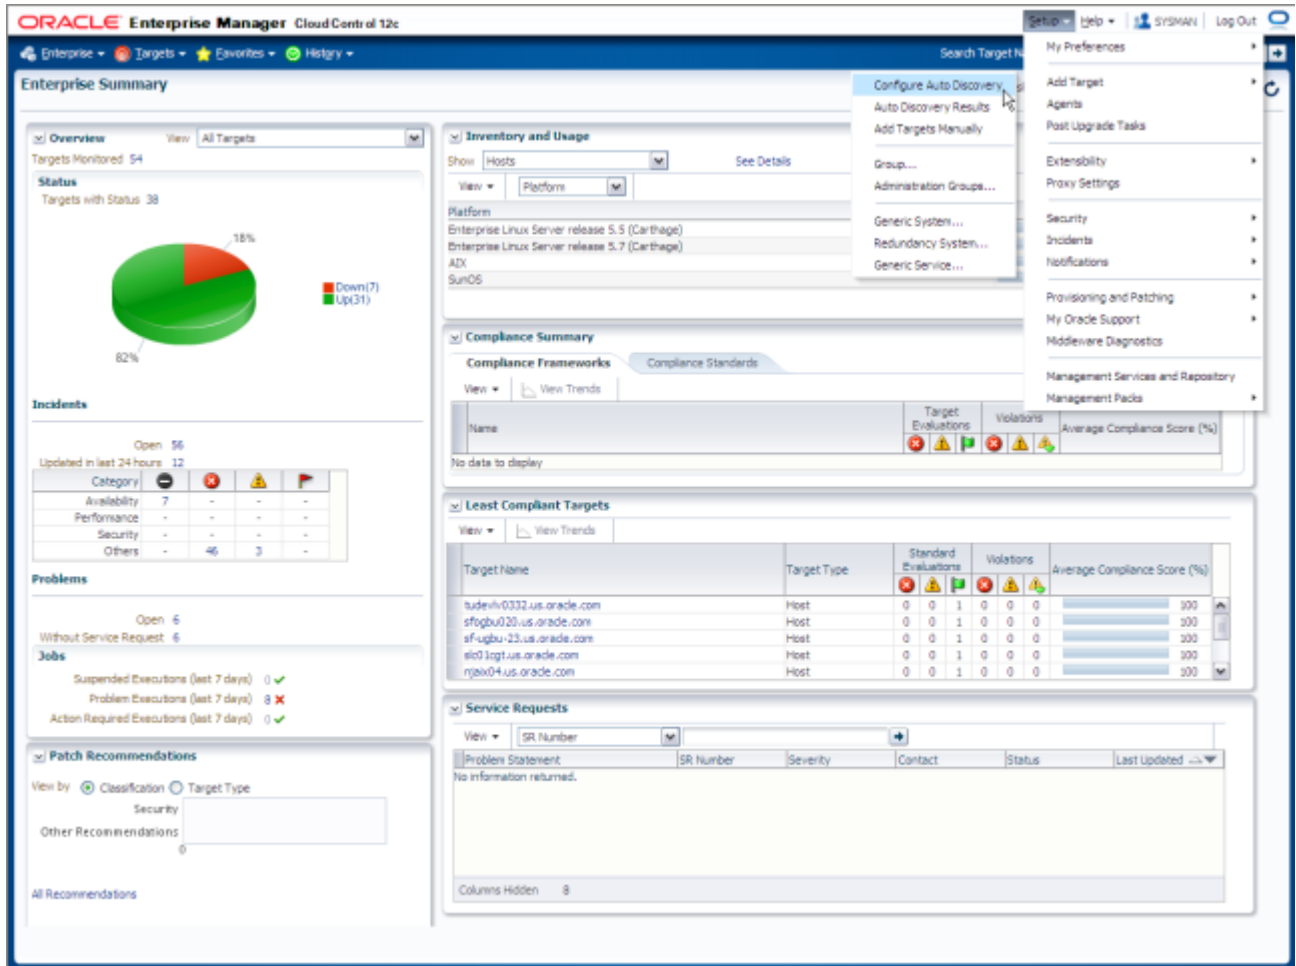 ORACLE Enterprise Manager Cloud Control 12c
Setup Help SYSMAN Log Out
Enterprise Targets Favorites History
Search Target
Enterprise Summary
My Preferences
Add Target
Agents
Post Upgrade Tasks
Extensibility
Proxy Settings
Security
Incidents
Notifications
Provisioning and Patching
My Oracle Support
Middleware Diagnostics
Management Services and Repository
Management Packs
Configure Auto Discovery
Auto Discovery Results
Add Targets Manually
Group...
Administration Groups...
Generic System...
Redundancy System...
Generic Service...
Overview View All Targets
Targets Monitored 54
Status
Targets with Status 38
18%
Down(7)
Up(31)
82%
Incidents
Open 56
Updated in last 24 hours 12
Category
Availability 7 - - -
Performance - - - -
Security - - - -
Others - 46 3 -
Problems
Open 6
Without Service Request 6
Jobs
Suspended Executions (last 7 days) 0
Problem Executions (last 7 days) 8
Action Required Executions (last 7 days) 0
Patch Recommendations
View by Classification Target Type
Security
Other Recommendations
0
All Recommendations
Inventory and Usage
Show Hosts See Details
View Platform
Platform
Enterprise Linux Server release 5.5 (Carthage)
Enterprise Linux Server release 5.7 (Carthage)
AIX
SunOS
Compliance Summary
Compliance Frameworks Compliance Standards
View View Trends
Name Target Evaluations Violations Average Compliance Score (%)
No data to display
Least Compliant Targets
View View Trends
Target Name Target Type Standard Evaluations Violations Average Compliance Score (%)
tudevlv0332.us.oracle.com Host 0 0 1 0 0 0 100
sfogbu020.us.oracle.com Host 0 0 1 0 0 0 100
sf-ugbu-23.us.oracle.com Host 0 0 1 0 0 0 100
slc01cgt.us.oracle.com Host 0 0 1 0 0 0 100
njaix04.us.oracle.com Host 0 0 1 0 0 0 100
Service Requests
View SR Number
Problem Statement SR Number Severity Contact Status Last Updated
No information returned.
Columns Hidden 8